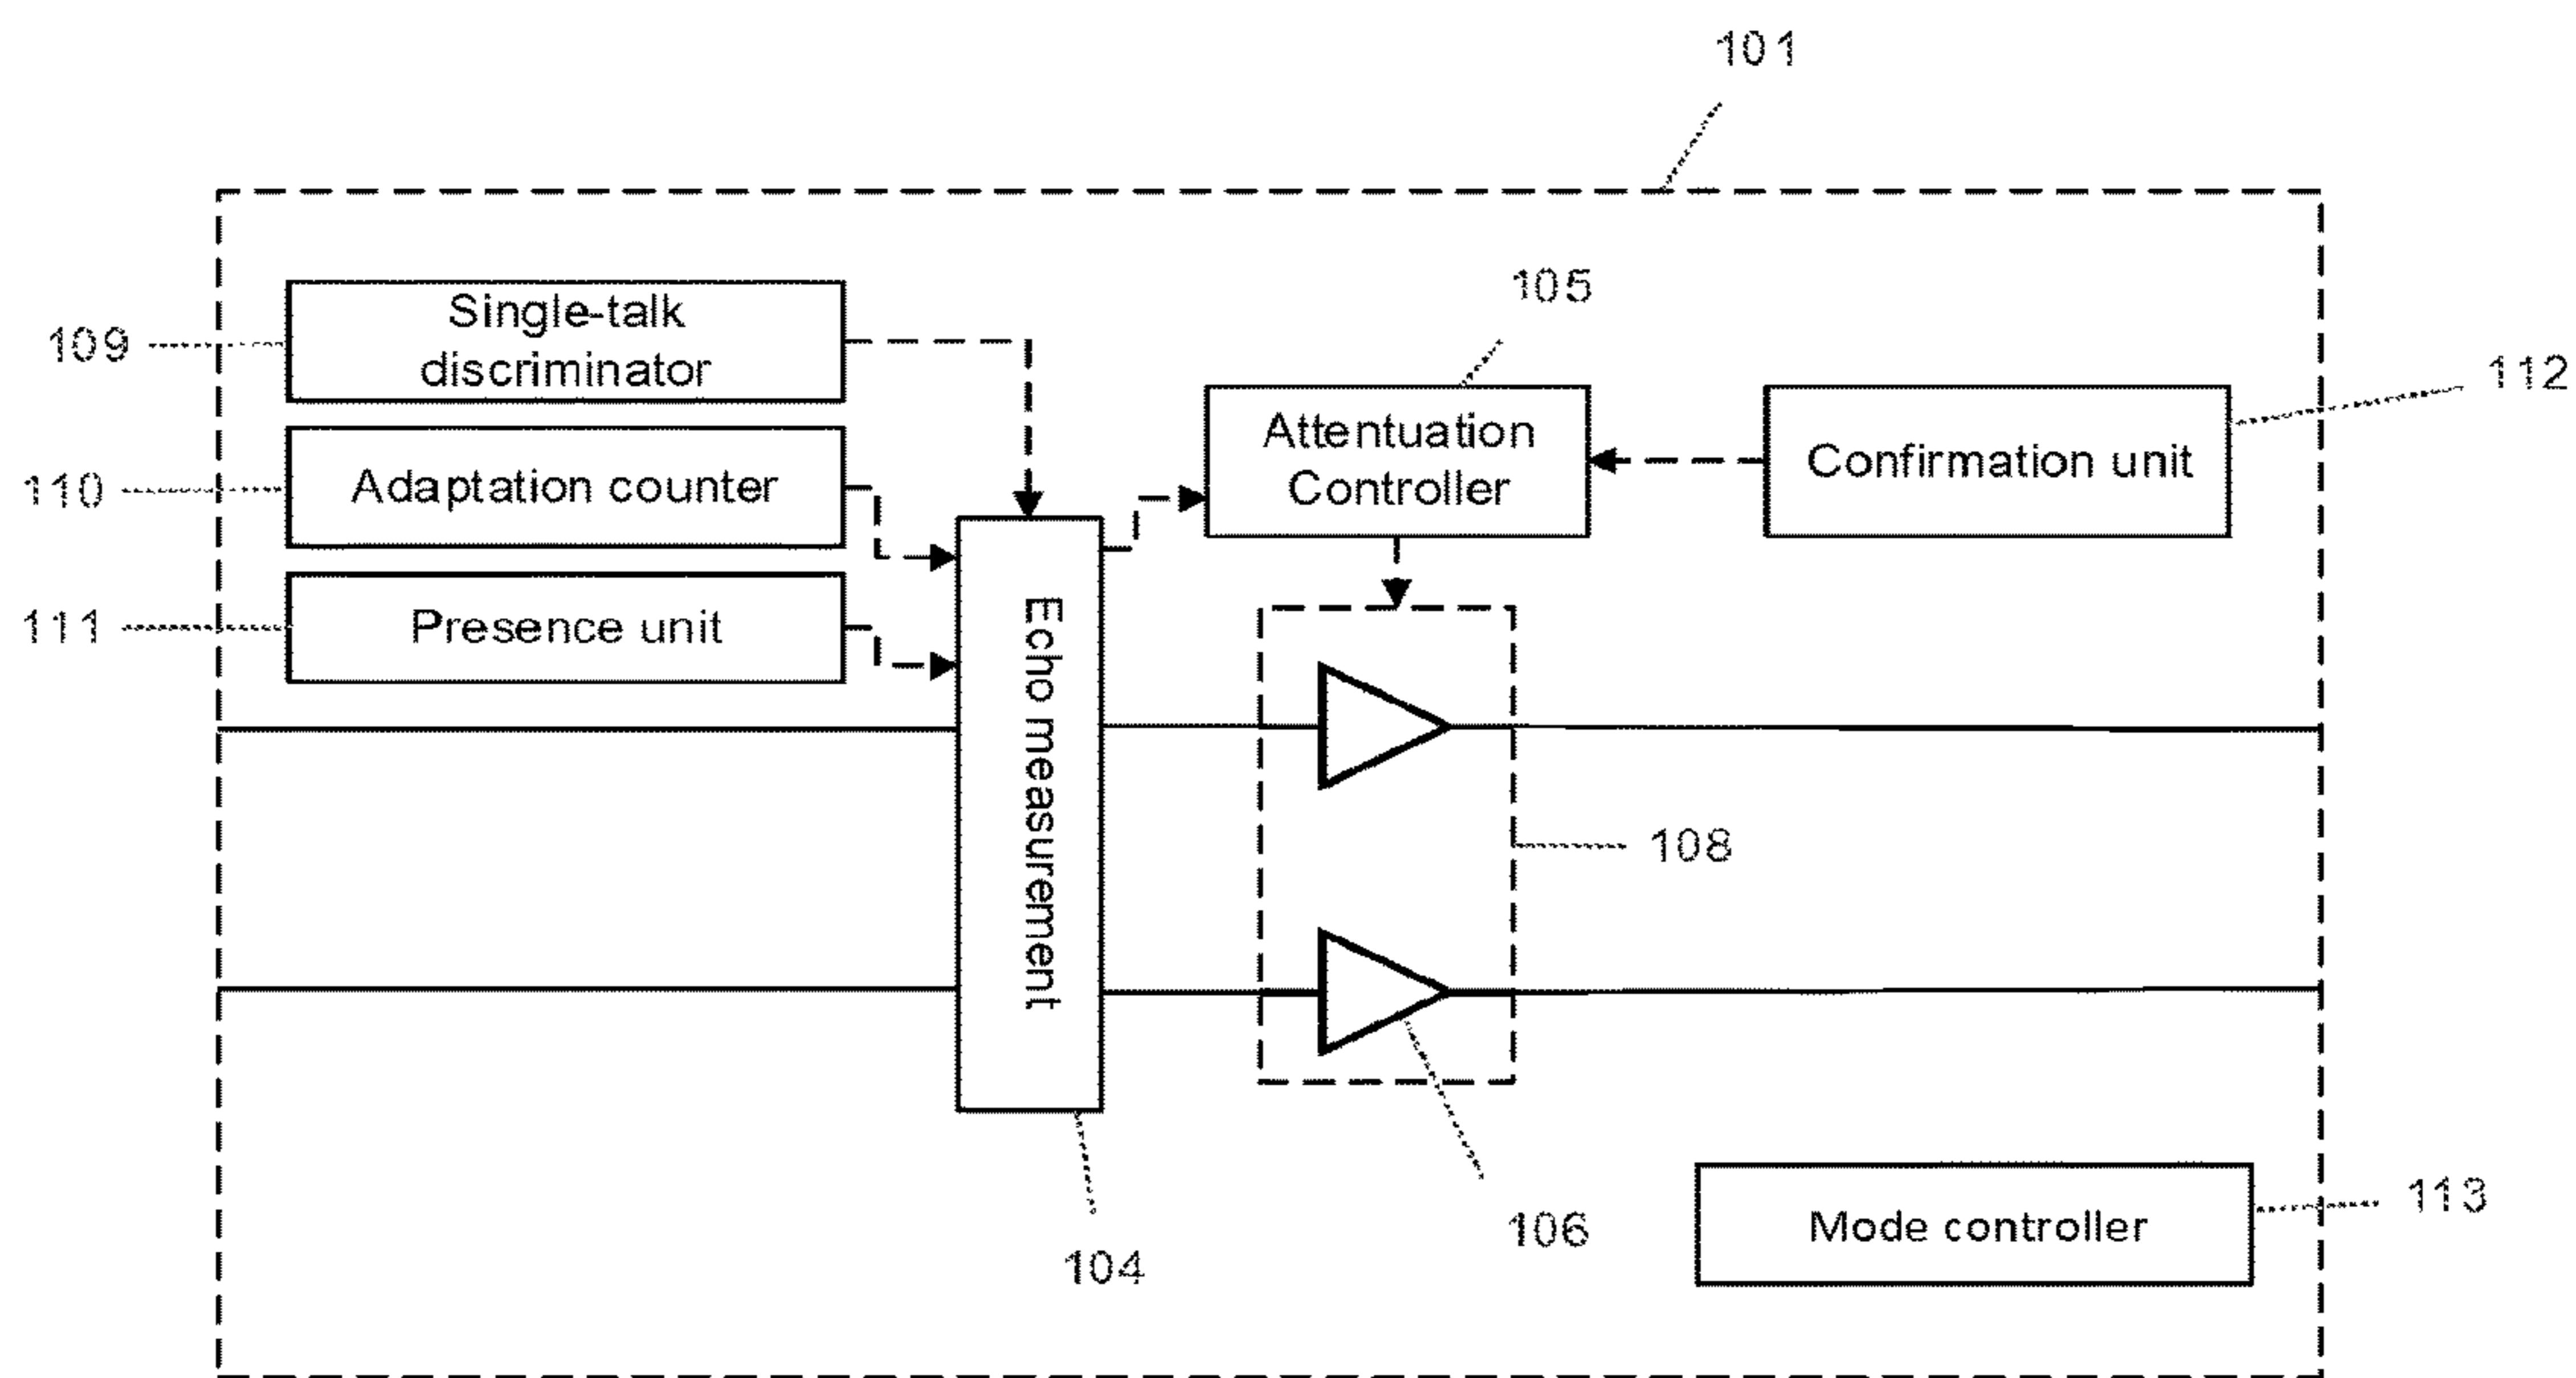 101
Single-talk
discriminator
109
105
Attentuation
Controller
112
Confirmation unit
110
Adaptation counter
111
Presence unit
Echo measurement
108
106
113
Mode controller
104